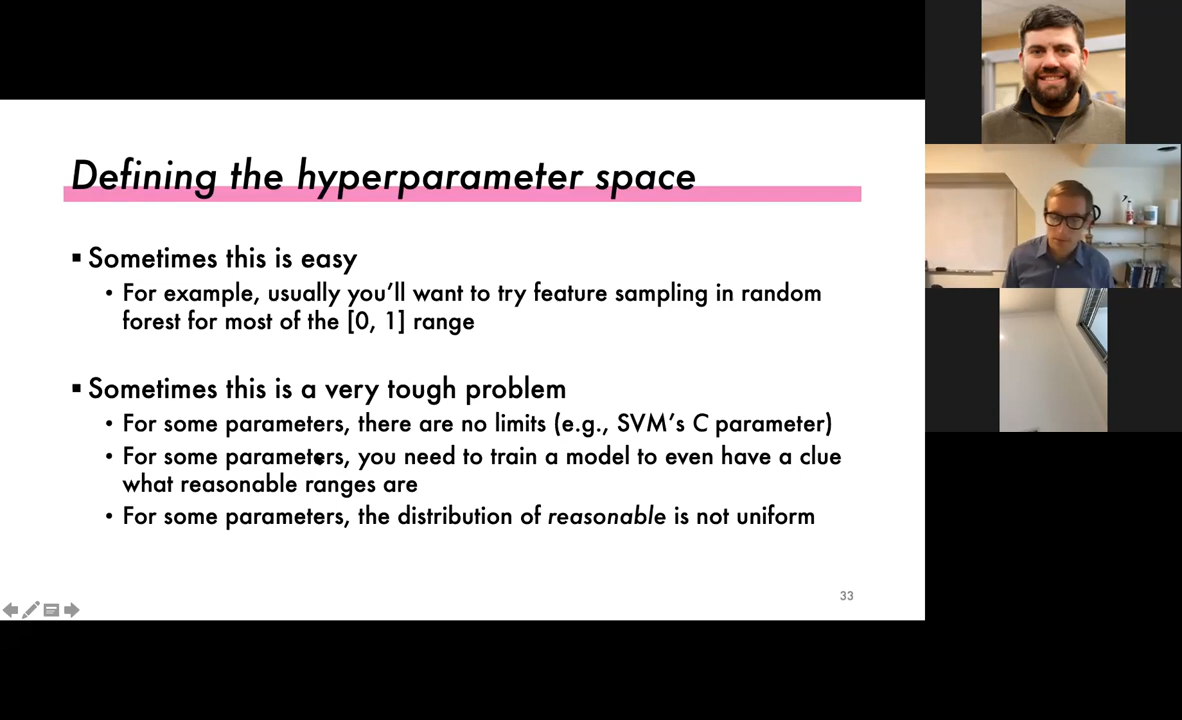 Defining the hyperparameter space
▪ Sometimes this is easy
• For example, usually you'll want to try feature sampling in random
forest for most of the [0, 1] range
▪ Sometimes this is a very tough problem
• For some parameters, there are no limits (e.g., SVM's C parameter)
• For some parameters, you need to train a model to even have a clue
what reasonable ranges are
• For some parameters, the distribution of reasonable is not uniform
33